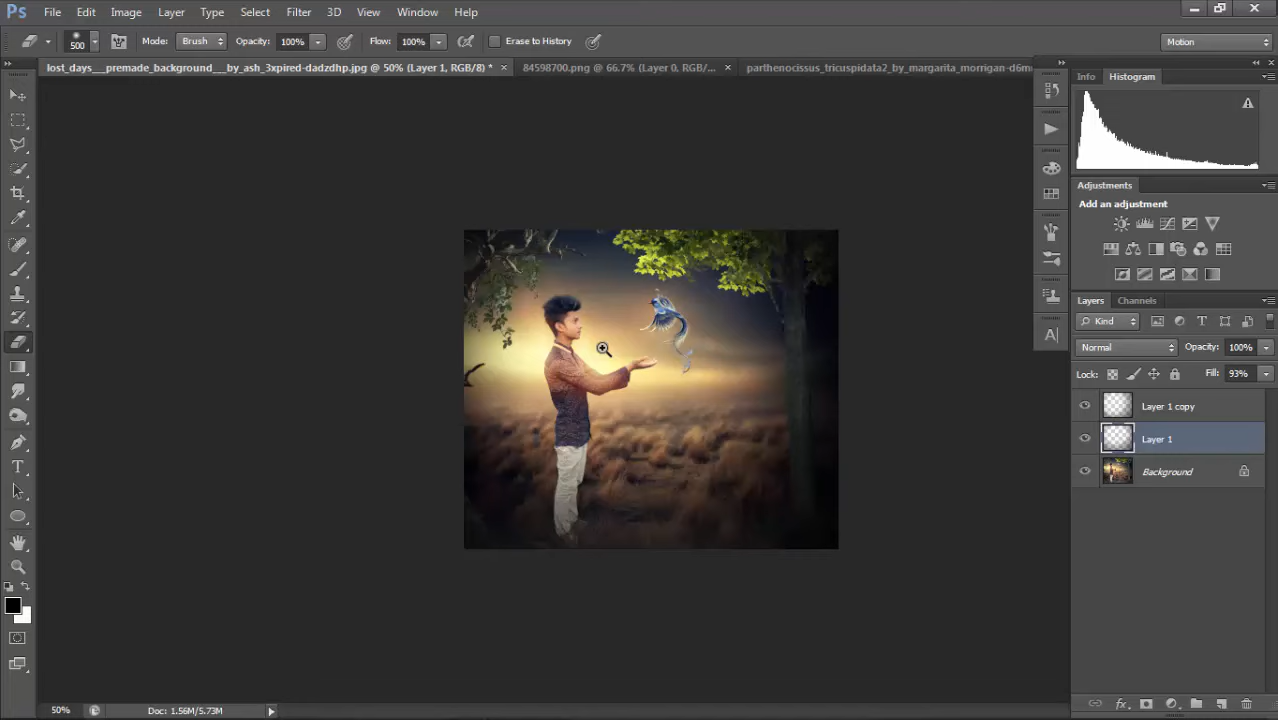 Ps File Edit Image Layer Type Select Filter 3D View Window Help
500 Mode: Brush Opacity: 100% Flow: 100% Erase to History Motion
lost_days___premade_background___by_ash_3xpired-dadzdhp.jpg @ 50% (Layer 1, RGB/8) * × 84598700.png @ 66.7% (Layer 0, RGB/... × parthenocissus_tricuspidata2_by_margarita_morrigan-d6m
Info Histogram
Adjustments
Add an adjustment
Layers Channels
Kind
Normal Opacity: 100%
Lock: Fill: 93%
Layer 1 copy
Layer 1
Background
50% Doc: 1.56M/5.73M